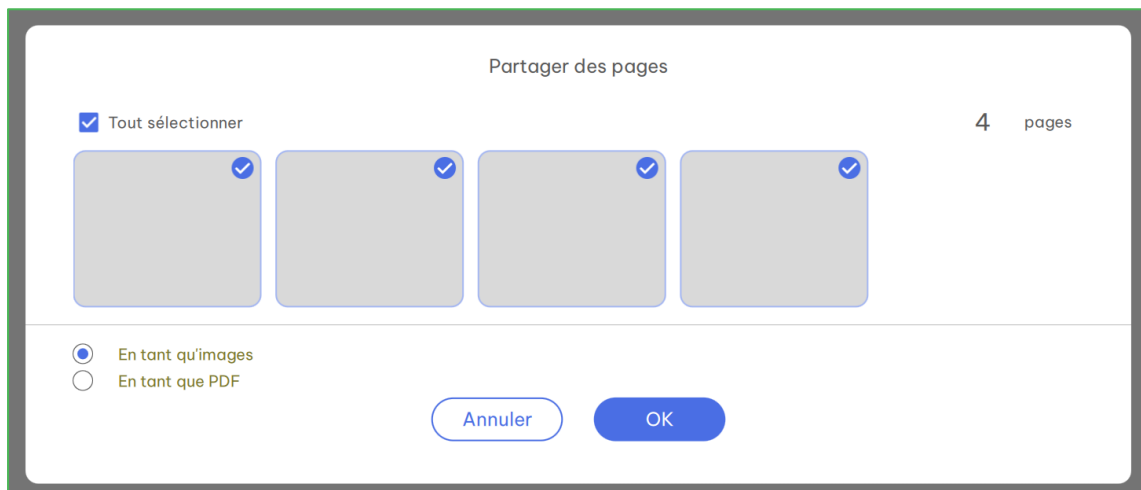 Partager des pages
Tout sélectionner
4 pages
En tant qu'images
En tant que PDF
Annuler
OK